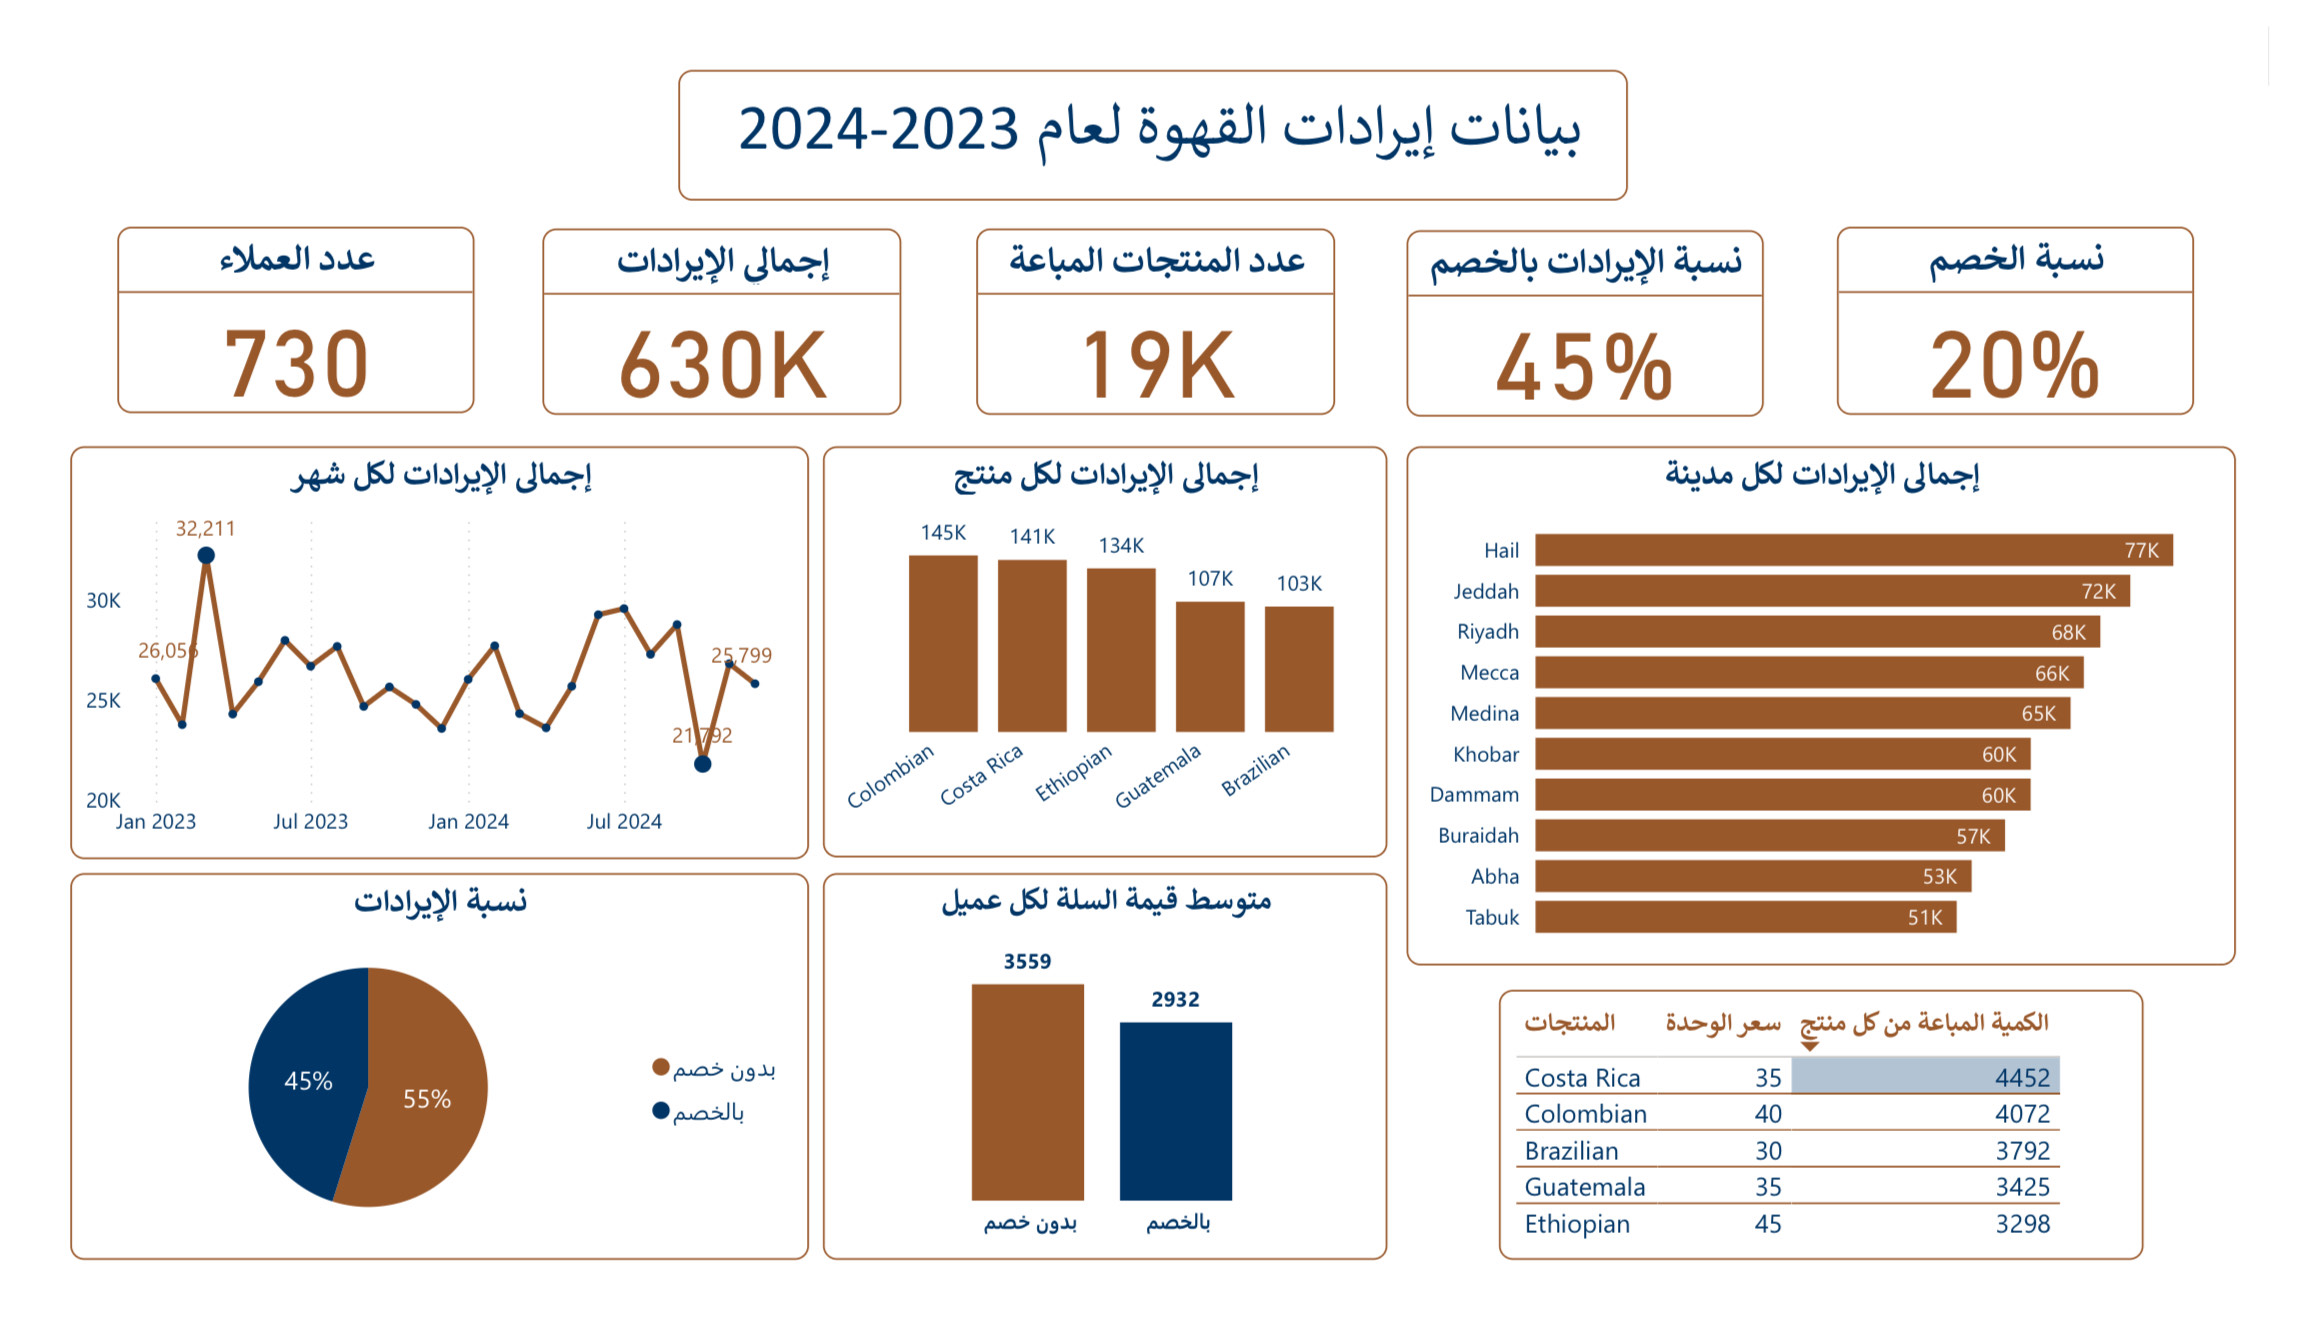 بيانات إيرادات القهوة لعام 2023-2024
عدد العملاء
730
إجمالي الإيرادات
630K
عدد المنتجات المباعة
19K
نسبة الإيرادات بالخصم
45%
نسبة الخصم
20%
إجمالي الإيرادات لكل شهر
32,211
30K
26,056
25,799
25K
21,792
20K
Jan 2023
Jul 2023
Jan 2024
Jul 2024
إجمالي الإيرادات لكل منتج
145K
141K
134K
107K
103K
Colombian
Costa Rica
Ethiopian
Guatemala
Brazilian
إجمالي الإيرادات لكل مدينة
Hail 77K
Jeddah 72K
Riyadh 68K
Mecca 66K
Medina 65K
Khobar 60K
Dammam 60K
Buraidah 57K
Abha 53K
Tabuk 51K
نسبة الإيرادات
45%
55%
بدون خصم
بالخصم
متوسط قيمة السلة لكل عميل
3559
2932
بدون خصم
بالخصم
المنتجات سعر الوحدة الكمية المباعة من كل منتج
Costa Rica 35 4452
Colombian 40 4072
Brazilian 30 3792
Guatemala 35 3425
Ethiopian 45 3298